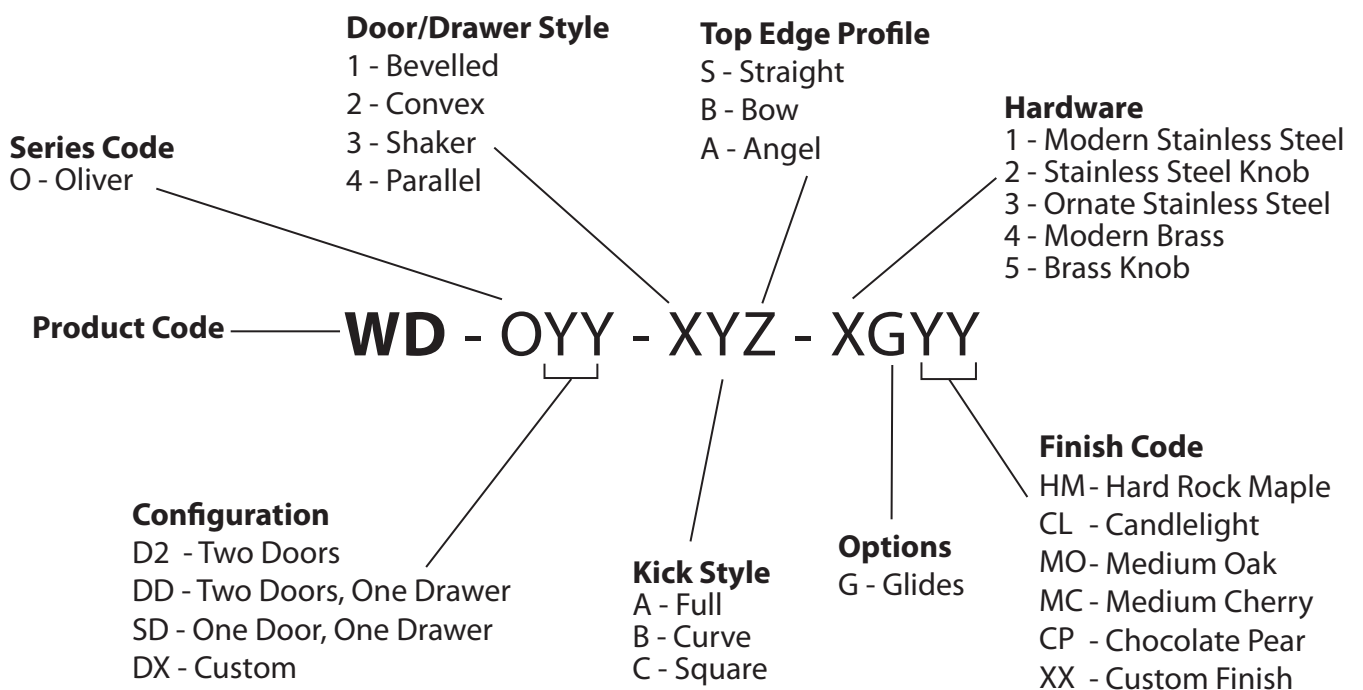 Door/Drawer Style
1 - Bevelled
2 - Convex
3 - Shaker
4 - Parallel
Top Edge Profile
S - Straight
B - Bow
A - Angel
Hardware
1 - Modern Stainless Steel
2 - Stainless Steel Knob
3 - Ornate Stainless Steel
4 - Modern Brass
5 - Brass Knob
Series Code
O - Oliver
Product Code
WD - OYY - XYZ - XGYY
Configuration
D2 - Two Doors
DD - Two Doors, One Drawer
SD - One Door, One Drawer
DX - Custom
Kick Style
A - Full
B - Curve
C - Square
Options
G - Glides
Finish Code
HM - Hard Rock Maple
CL - Candlelight
MO - Medium Oak
MC - Medium Cherry
CP - Chocolate Pear
XX - Custom Finish